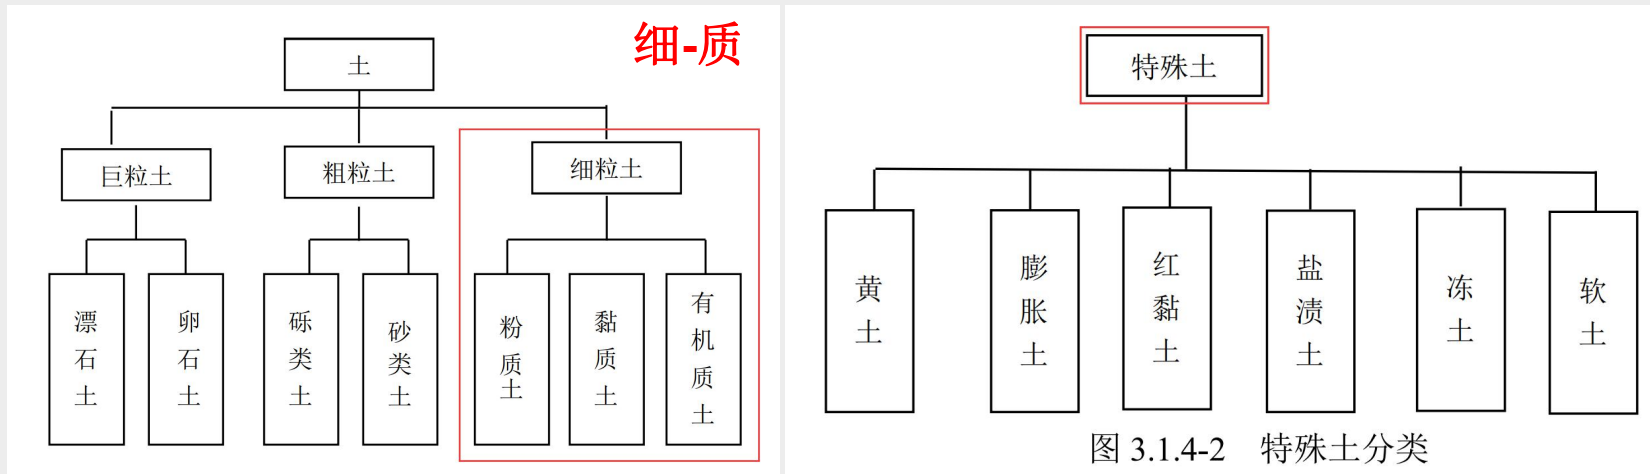 细-质
土
巨粒土
粗粒土
细粒土
漂石土
卵石土
砾类土
砂类土
粉质土
黏质土
有机质土
特殊土
黄土
膨胀土
红黏土
盐渍土
冻土
软土
图 3.1.4-2 特殊土分类